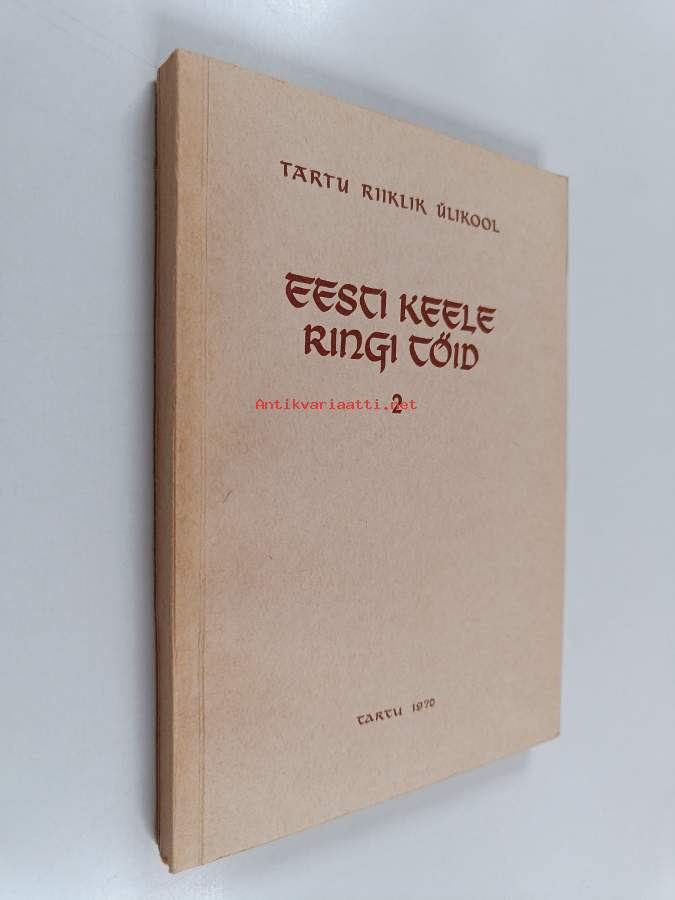 TARTU RIIKLIK ÜLIKOOL
EESTI KEELE
RINGI TÖID
2
Antikvariaatti.net
TARTU 1970